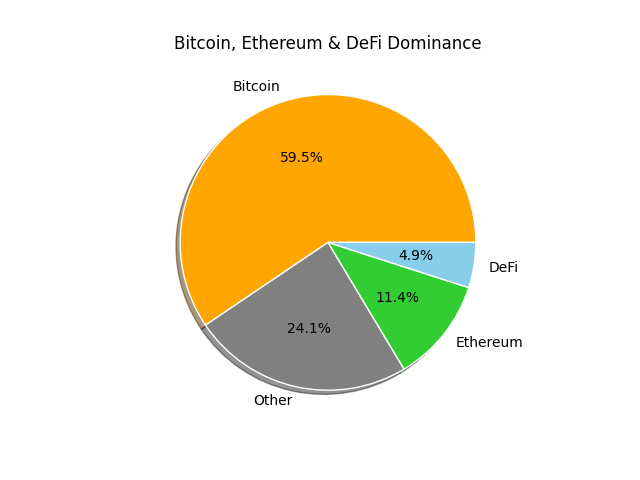 Bitcoin, Ethereum & DeFi Dominance
Bitcoin
59.5%
4.9%
DeFi
11.4%
24.1%
Ethereum
Other